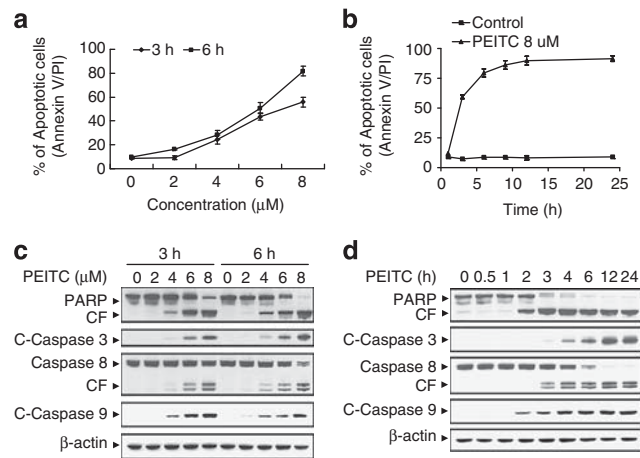 a
3 h 6 h
% of Apoptotic cells
(Annexin V/PI)
100
80
60
40
20
0
0 2 4 6 8
Concentration (μM)
b
Control
PEITC 8 uM
% of Apoptotic cells
(Annexin V/PI)
100
75
50
25
0
0 5 10 15 20 25
Time (h)
c
3 h 6 h
PEITC (μM) 0 2 4 6 8 0 2 4 6 8
PARP
CF
C-Caspase 3
Caspase 8
CF
C-Caspase 9
β-actin
d
PEITC (h) 0 0.5 1 2 3 4 6 12 24
PARP
CF
C-Caspase 3
Caspase 8
CF
C-Caspase 9
β-actin